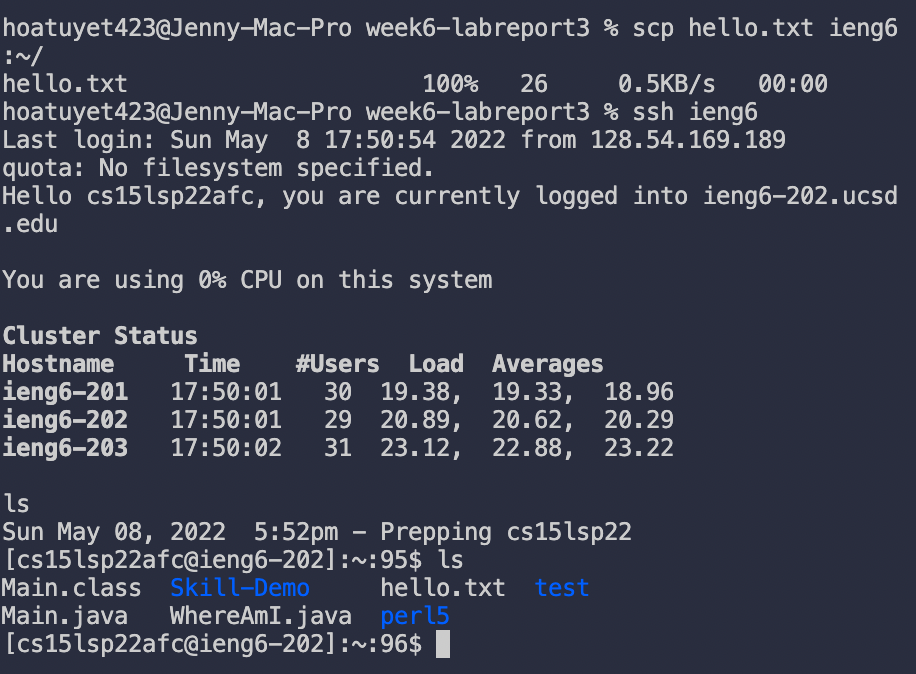 hoatuyet423@Jenny-Mac-Pro week6-labreport3 % scp hello.txt ieng6
:~/
hello.txt                     100%   26     0.5KB/s   00:00
hoatuyet423@Jenny-Mac-Pro week6-labreport3 % ssh ieng6
Last login: Sun May  8 17:50:54 2022 from 128.54.169.189
quota: No filesystem specified.
Hello cs15lsp22afc, you are currently logged into ieng6-202.ucsd
.edu
You are using 0% CPU on this system
Cluster Status
Hostname     Time    #Users  Load  Averages
ieng6-201   17:50:01   30  19.38,  19.33,  18.96
ieng6-202   17:50:01   29  20.89,  20.62,  20.29
ieng6-203   17:50:02   31  23.12,  22.88,  23.22
ls
Sun May 08, 2022  5:52pm - Prepping cs15lsp22
[cs15lsp22afc@ieng6-202]:~:95$ ls
Main.class  Skill-Demo     hello.txt  test
Main.java   WhereAmI.java  perl5
[cs15lsp22afc@ieng6-202]:~:96$